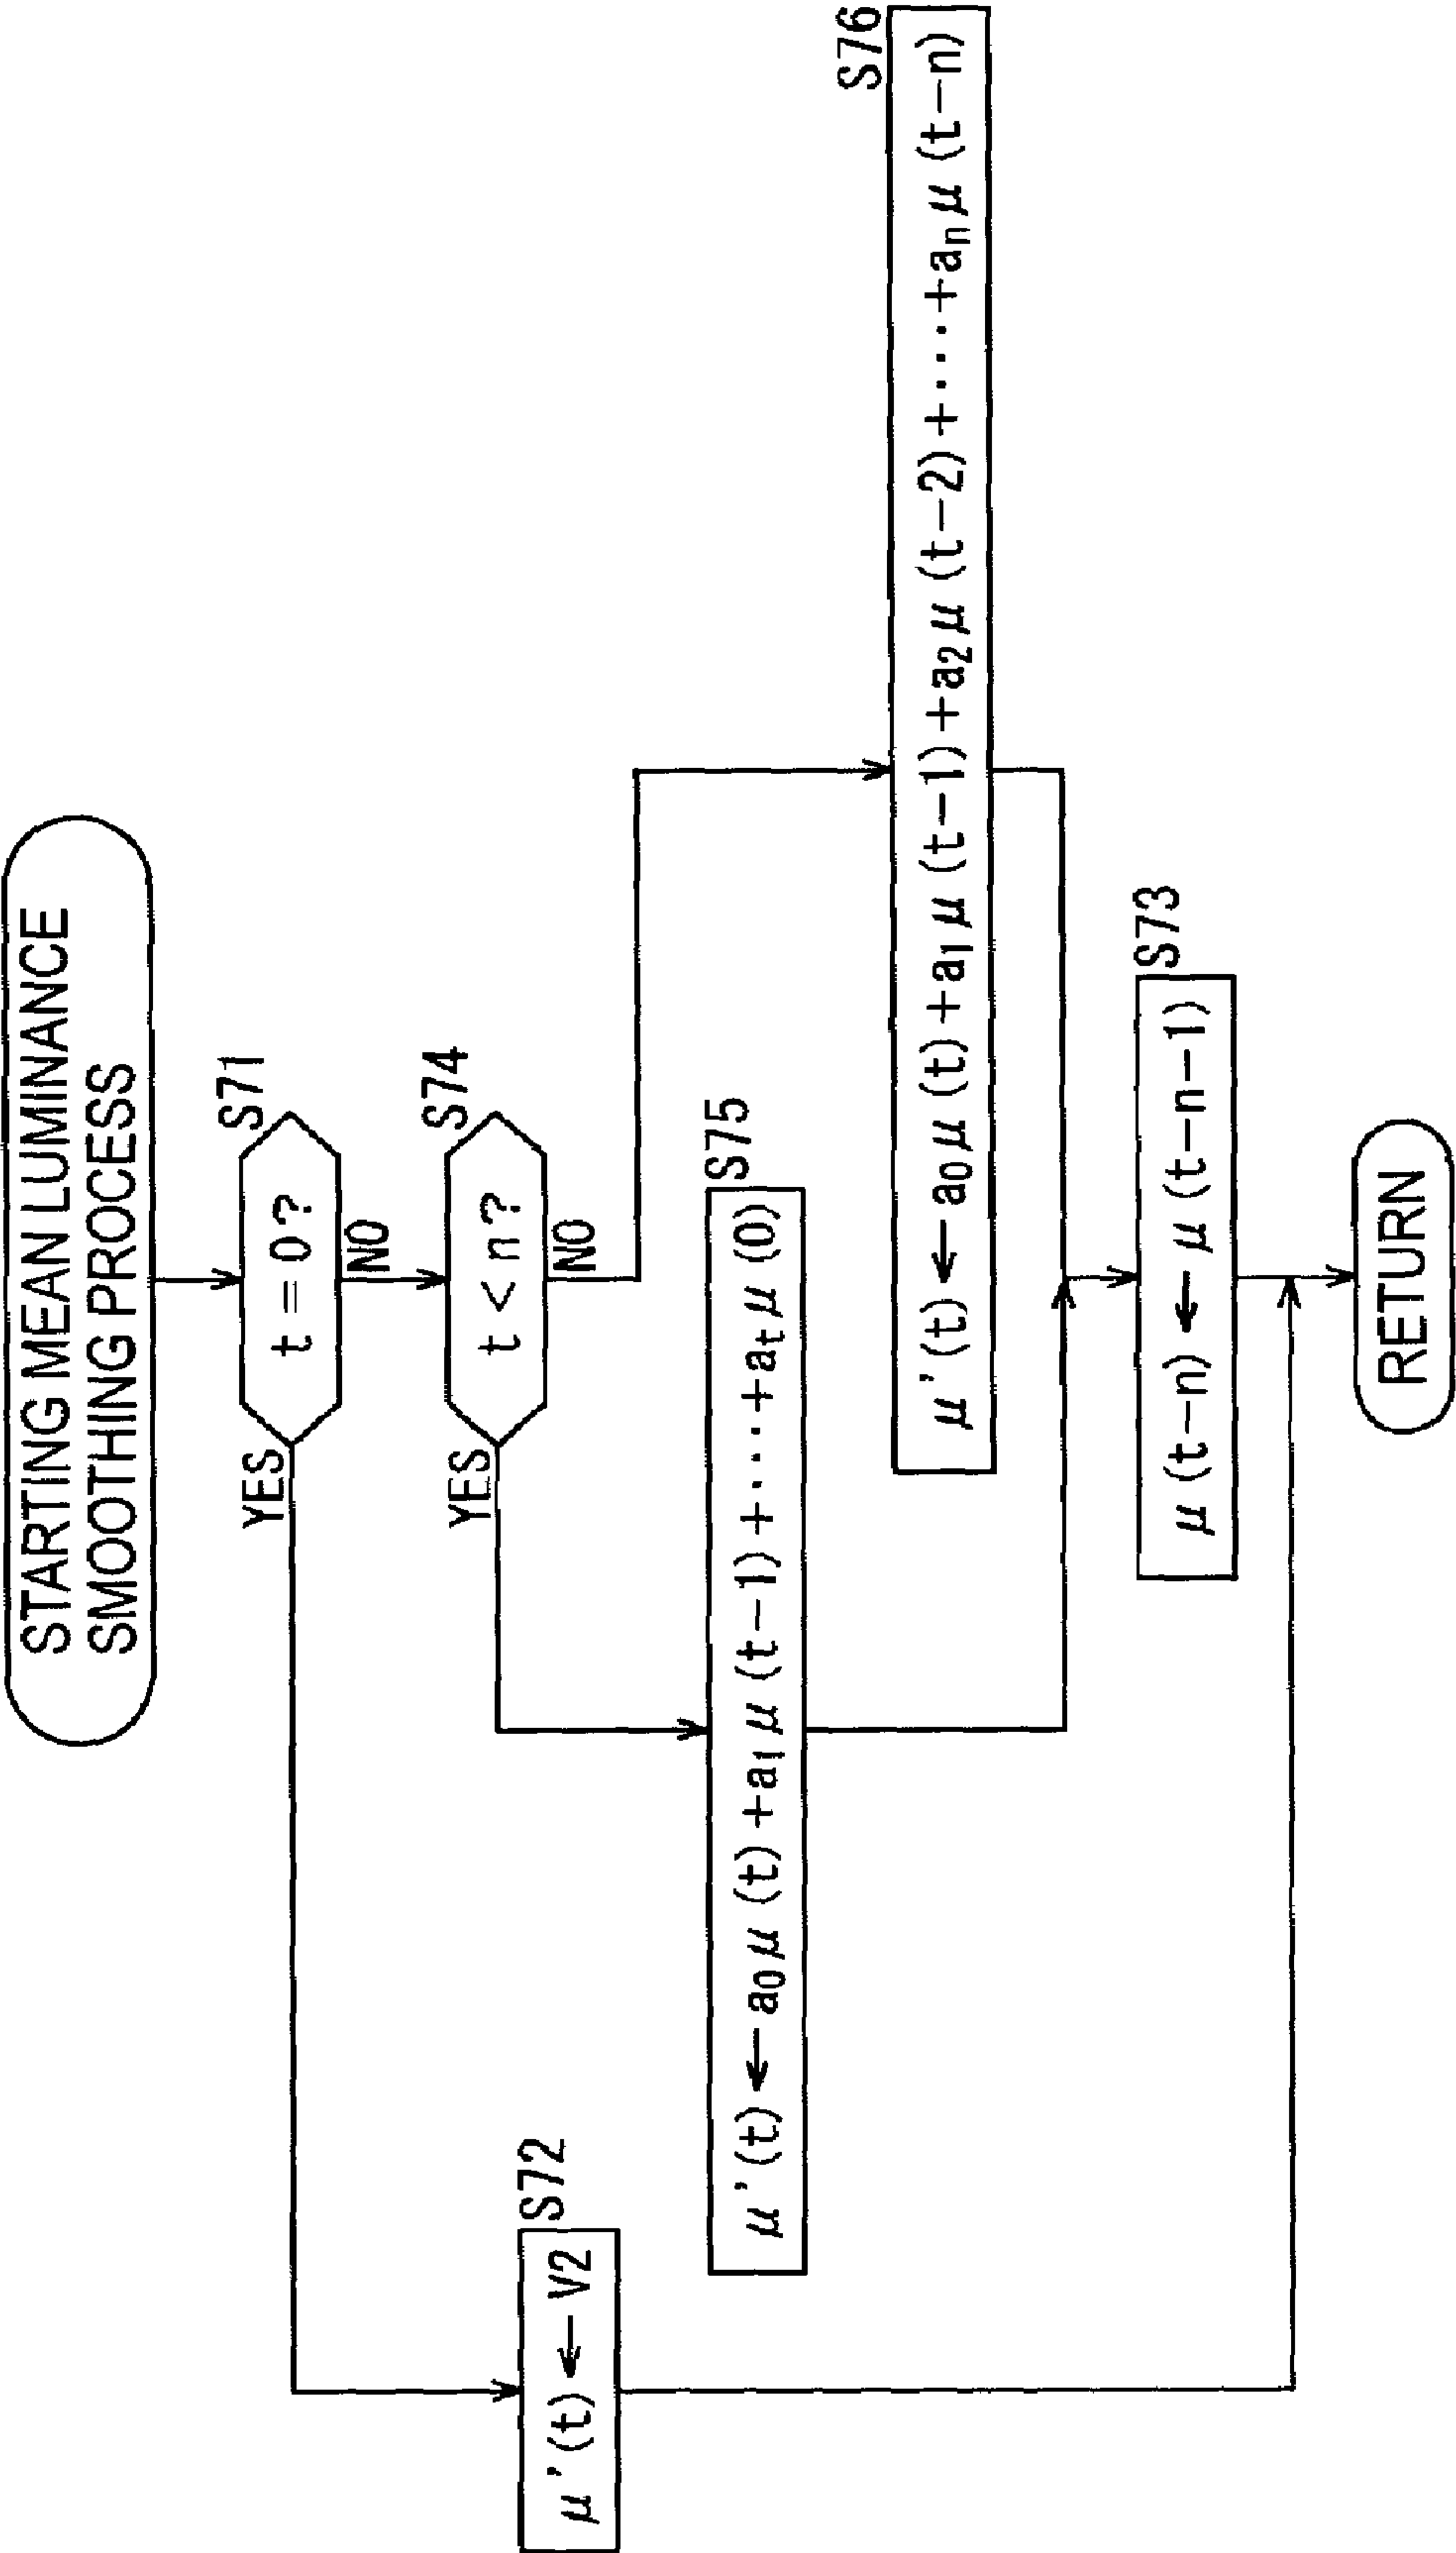 STARTING MEAN LUMINANCE
SMOOTHING PROCESS
S71
t = 0 ?
YES
NO
S74
t < n ?
YES
NO
S72
μ'(t) ← V2
S75
μ'(t) ← a₀μ(t)+a₁μ(t−1)+···+aₜμ(0)
S76
μ'(t) ← a₀μ(t)+a₁μ(t−1)+a₂μ(t−2)+···+aₙμ(t−n)
S73
μ(t−n) ← μ(t−n−1)
RETURN